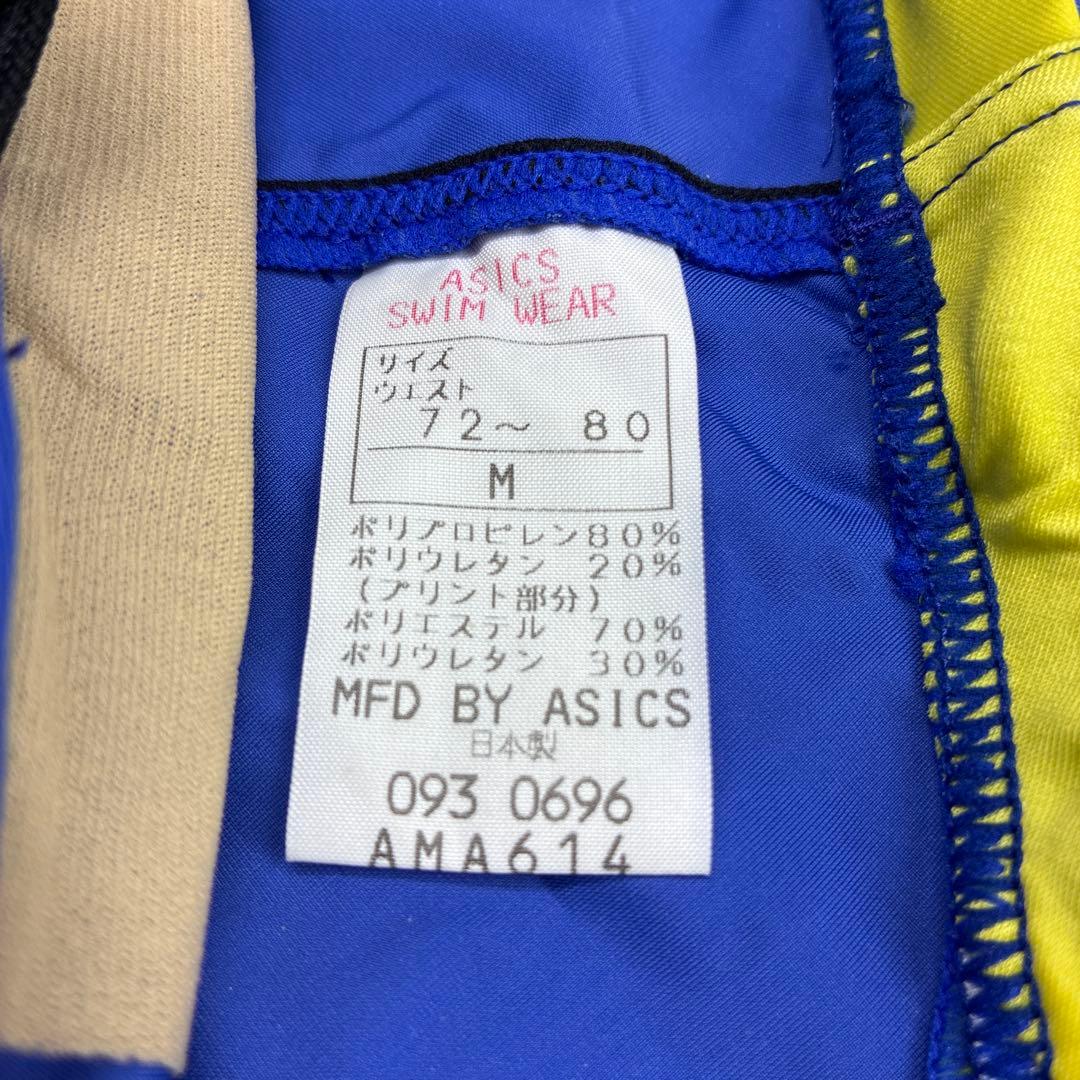 ASICS
SWIM WEAR
サイズ
ウエスト
72～ 80
M
ポリプロピレン80%
ポリウレタン 20%
(プリント部分)
ポリエステル 70%
ポリウレタン 30%
MFD BY ASICS
日本製
093 0696
AMA614